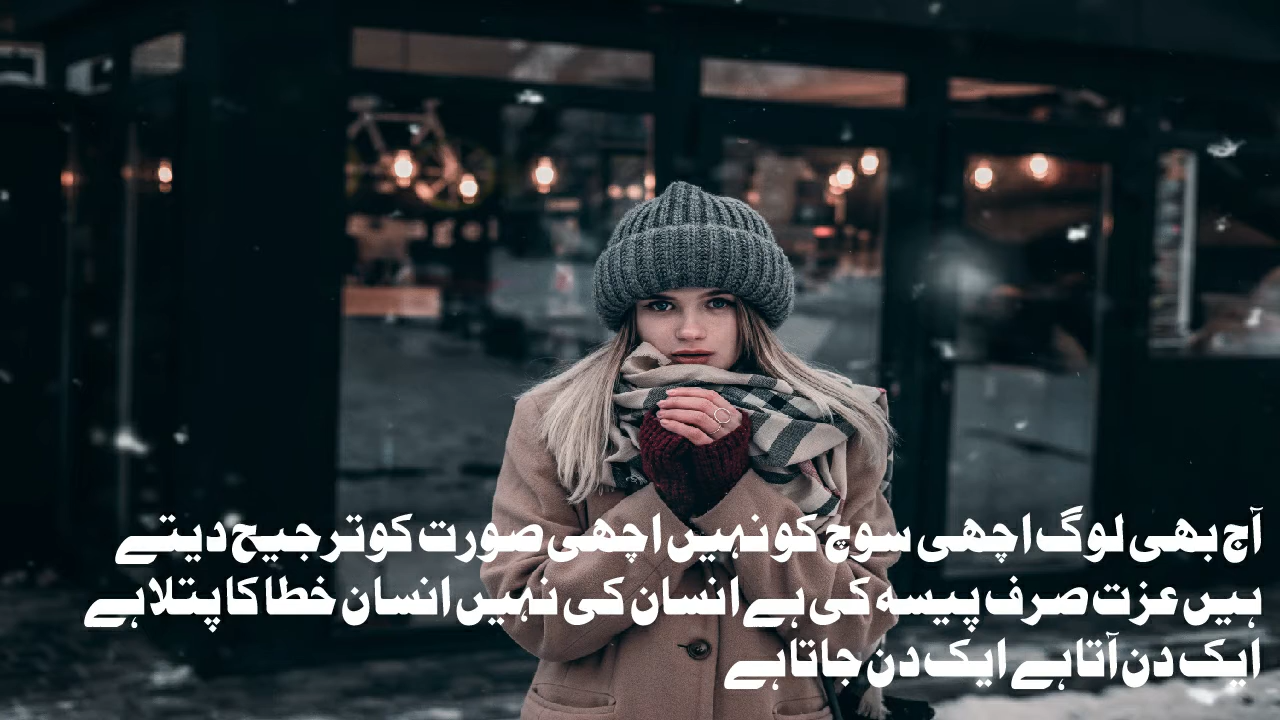 آج بھی لوگ اچھی سوچ کو نہیں اچھی صورت کو ترجیح دیتے
ہیں عزت صرف پیسہ کی ہے انسان کی نہیں انسان خطا کا پتلا ہے
ایک دن آتا ہے ایک دن جاتا ہے